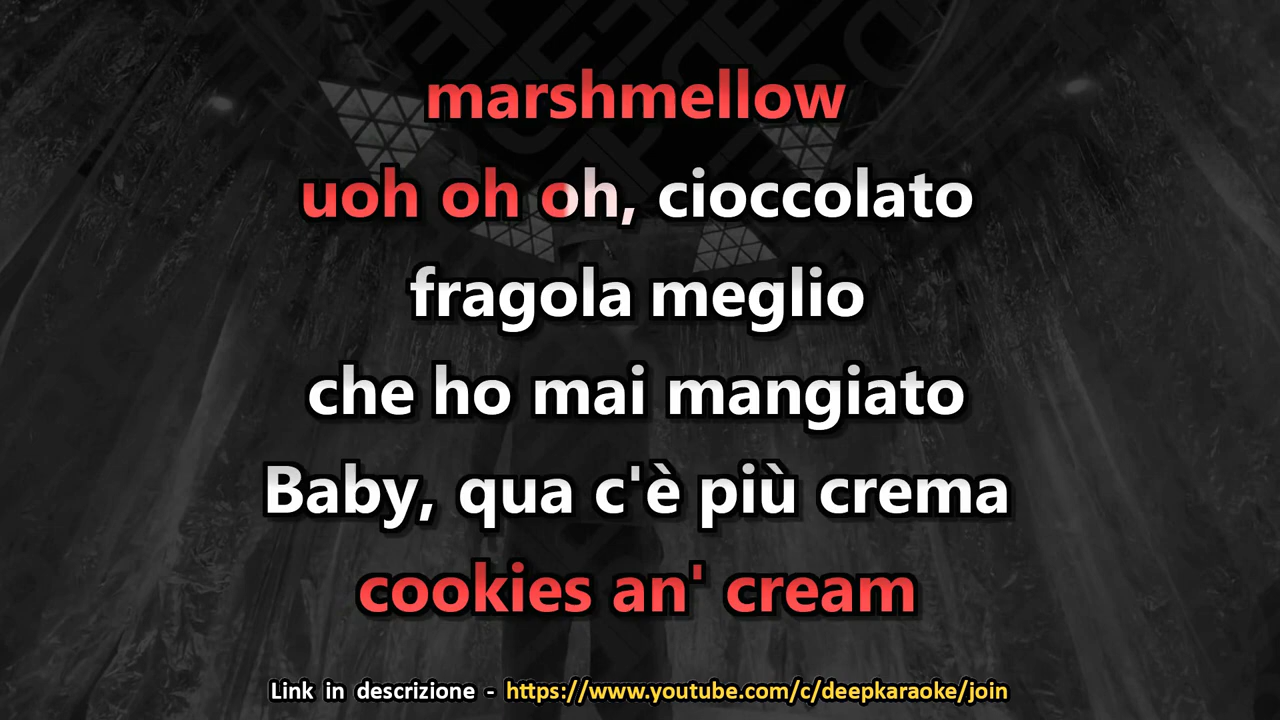 marshmellow
uoh oh oh, cioccolato
fragola meglio
che ho mai mangiato
Baby, qua c'è più crema
cookies an' cream
Link in descrizione - https://www.youtube.com/c/deepkaraoke/join